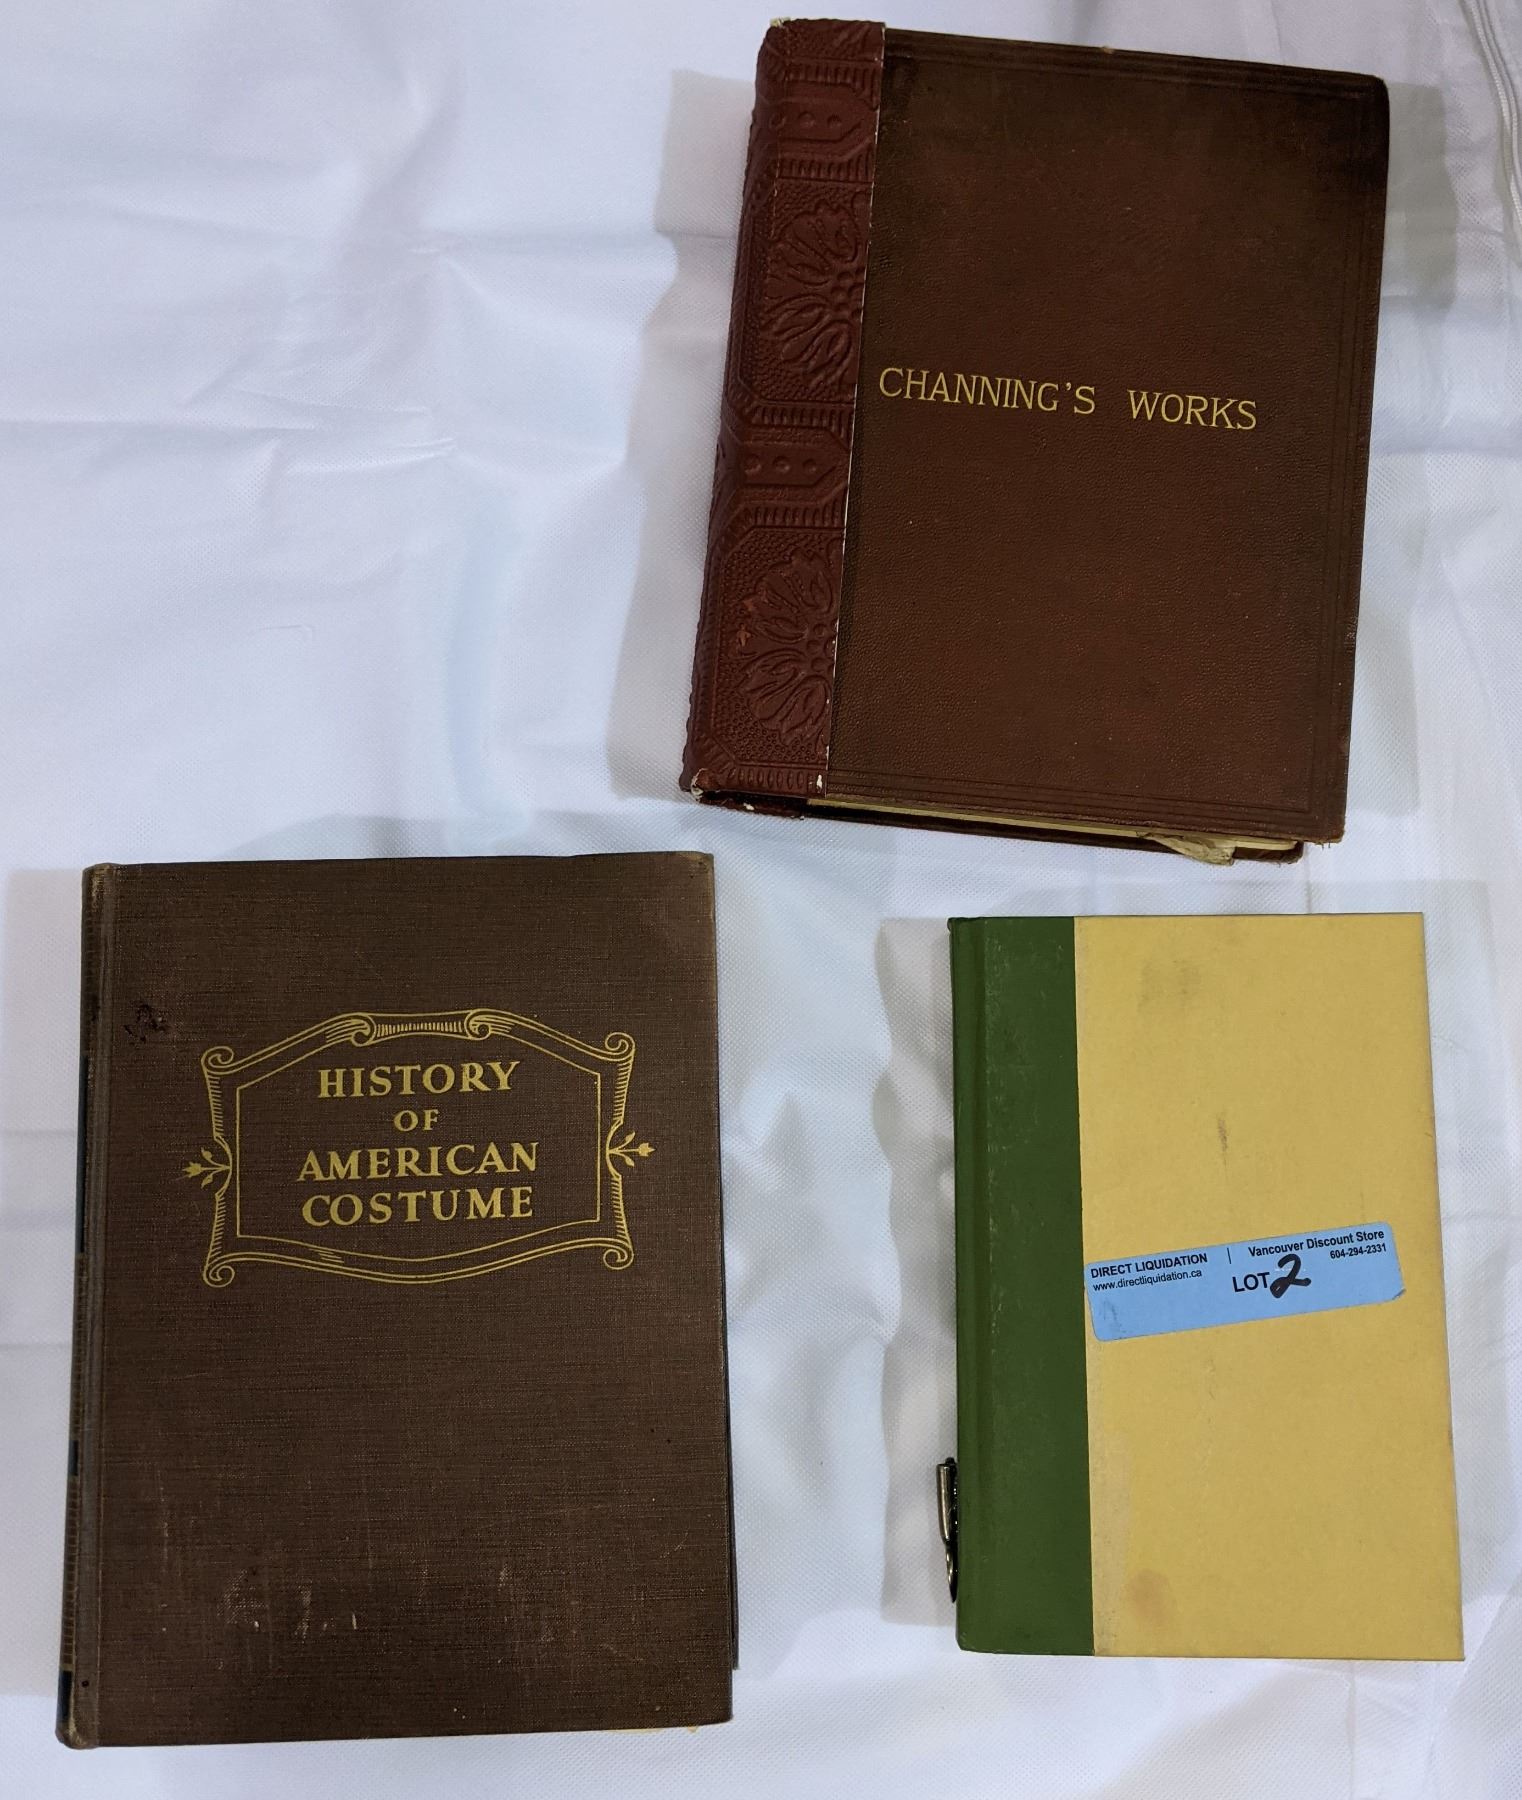 CHANNING'S WORKS
HISTORY
OF
AMERICAN
COSTUME
DIRECT LIQUIDATION | Vancouver Discount Store
www.directliquidation.ca 604-294-2331
LOT 2